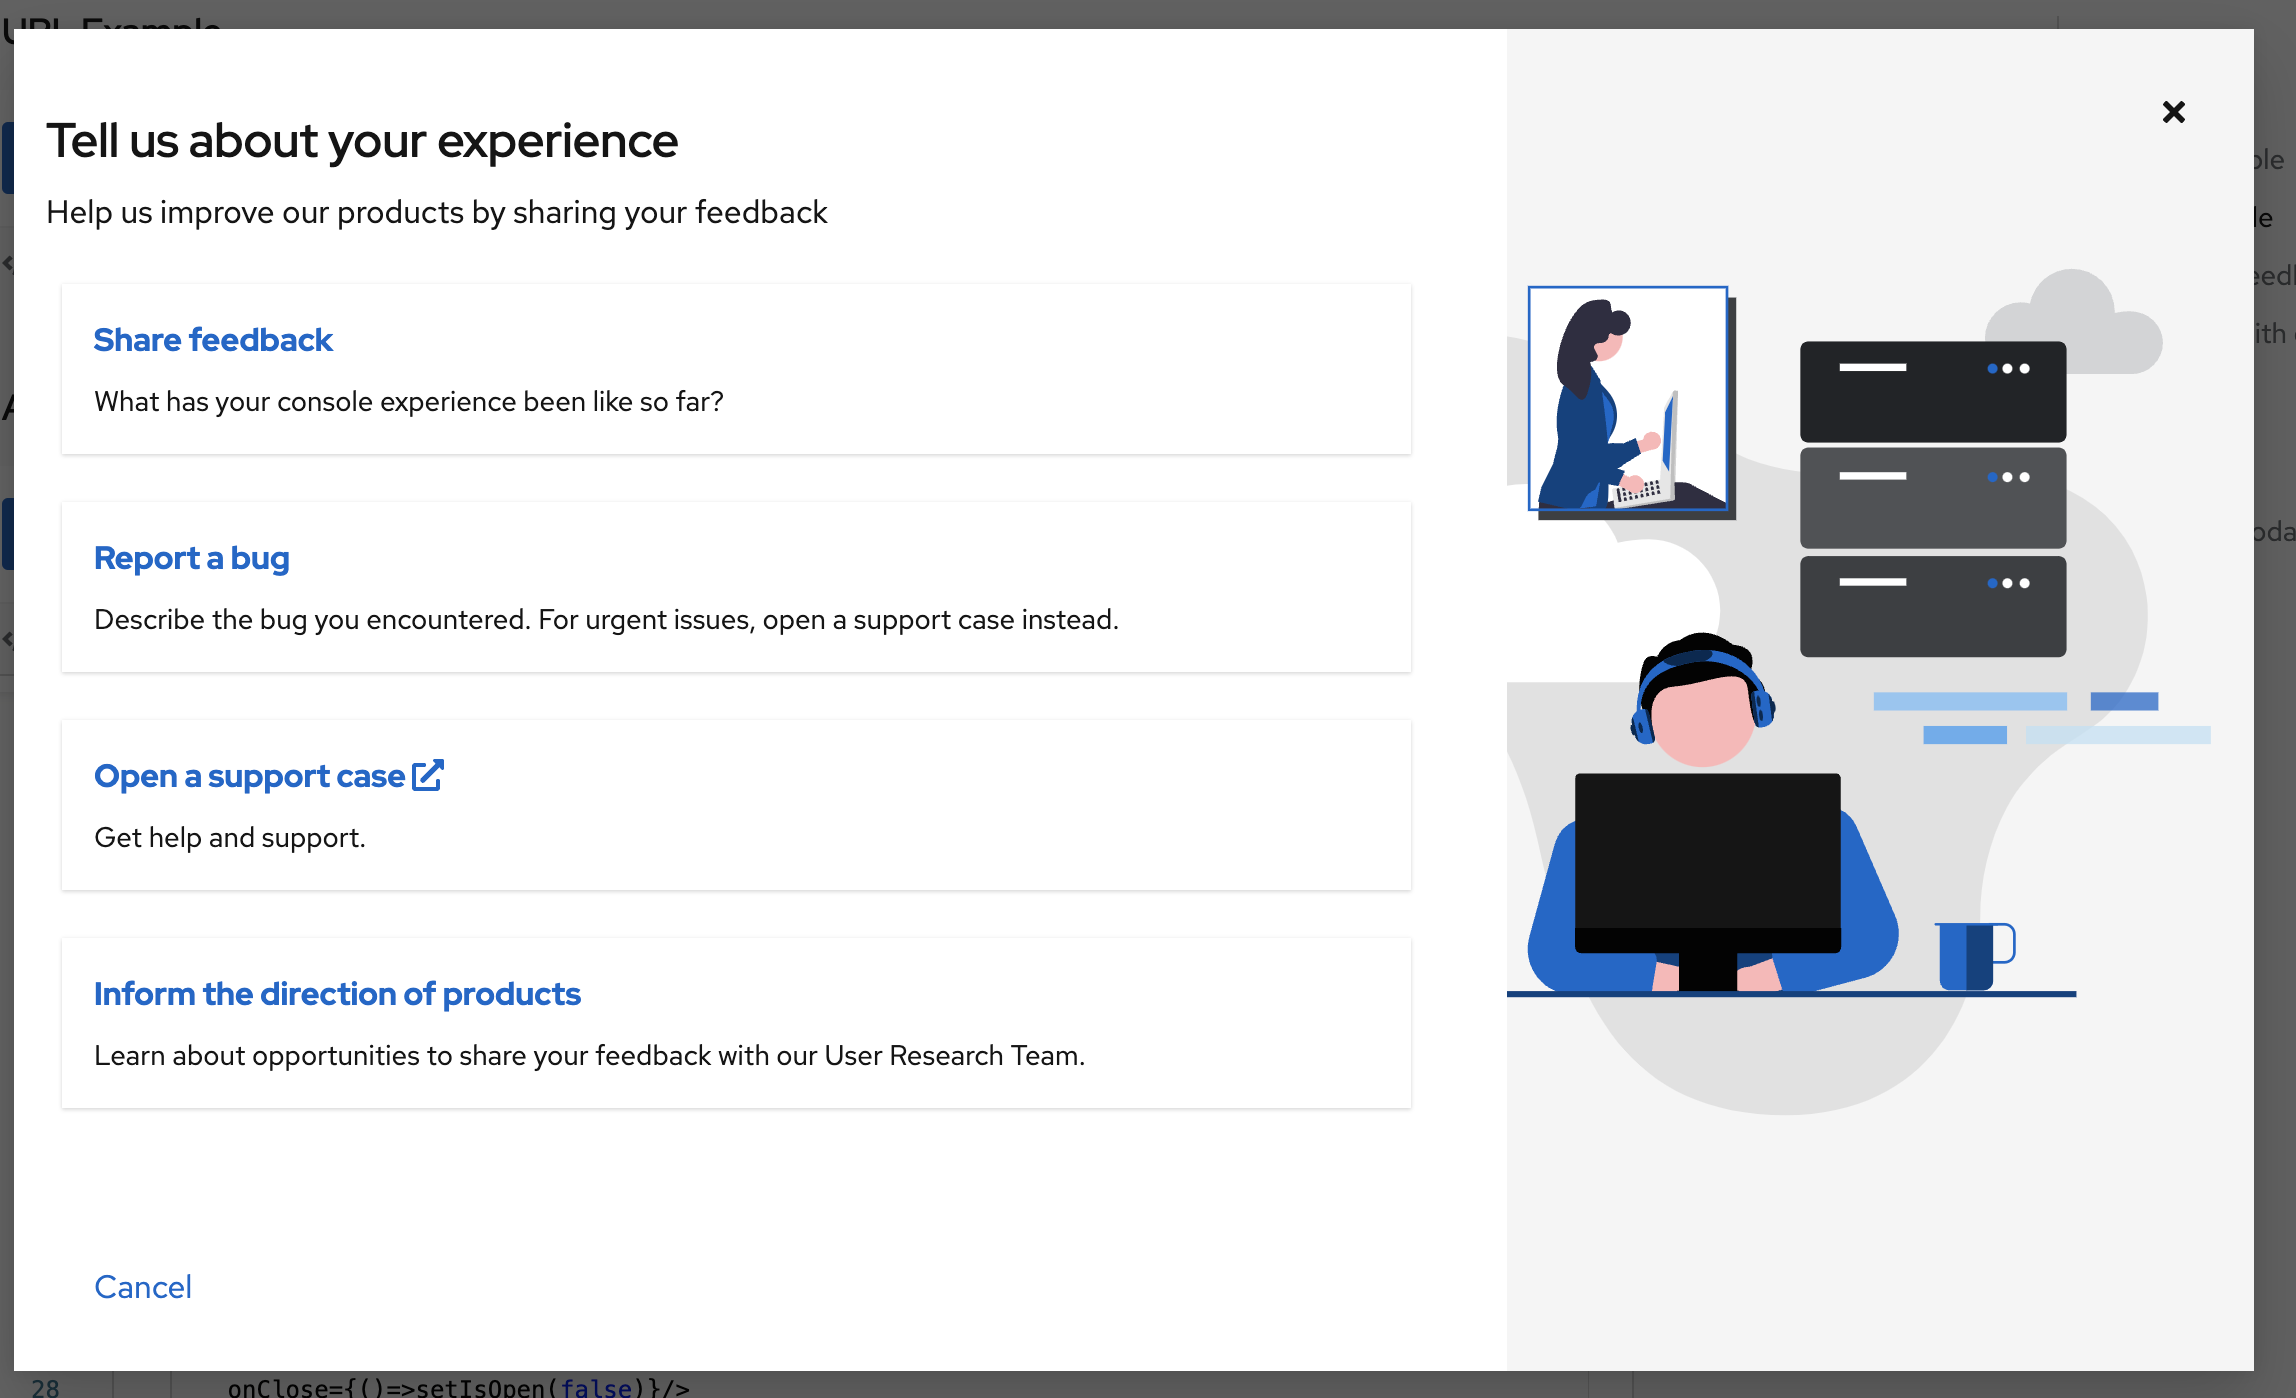 URL Example
Tell us about your experience
Help us improve our products by sharing your feedback
Share feedback
What has your console experience been like so far?
Report a bug
Describe the bug you encountered. For urgent issues, open a support case instead.
Open a support case
Get help and support.
Inform the direction of products
Learn about opportunities to share your feedback with our User Research Team.
Cancel
28 onClose={()=>setIsOpen(false)}/>